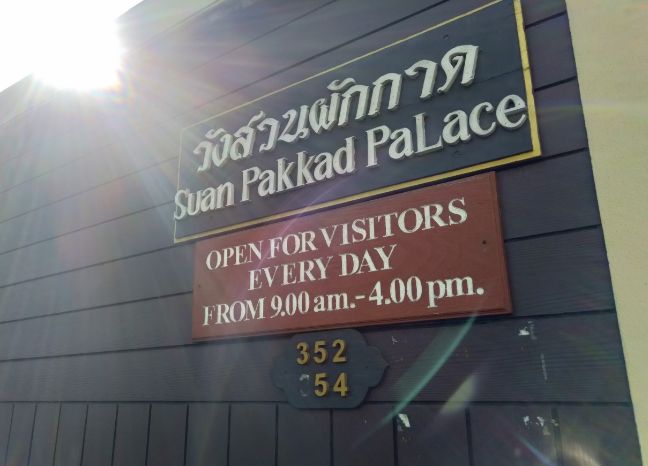 วังสวนผักกาด
Suan Pakkad PaLace
OPEN FOR VISITORS
EVERY DAY
FROM 9.00 am.-4.00 pm.
352
54